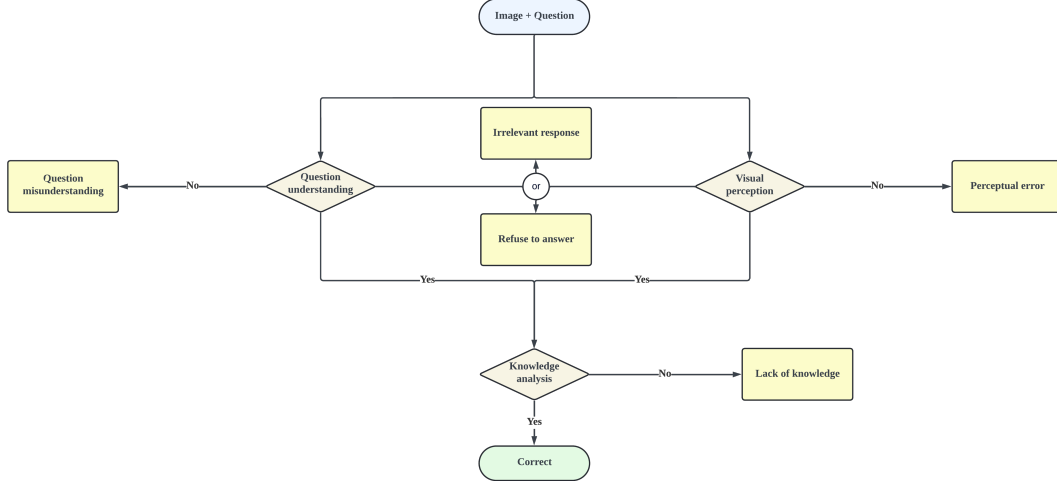 Image + Question
Irrelevant response
Question
misunderstanding
No
Question
understanding
or
Visual
perception
No
Perceptual error
Refuse to answer
Yes
Yes
Knowledge
analysis
No
Lack of knowledge
Yes
Correct